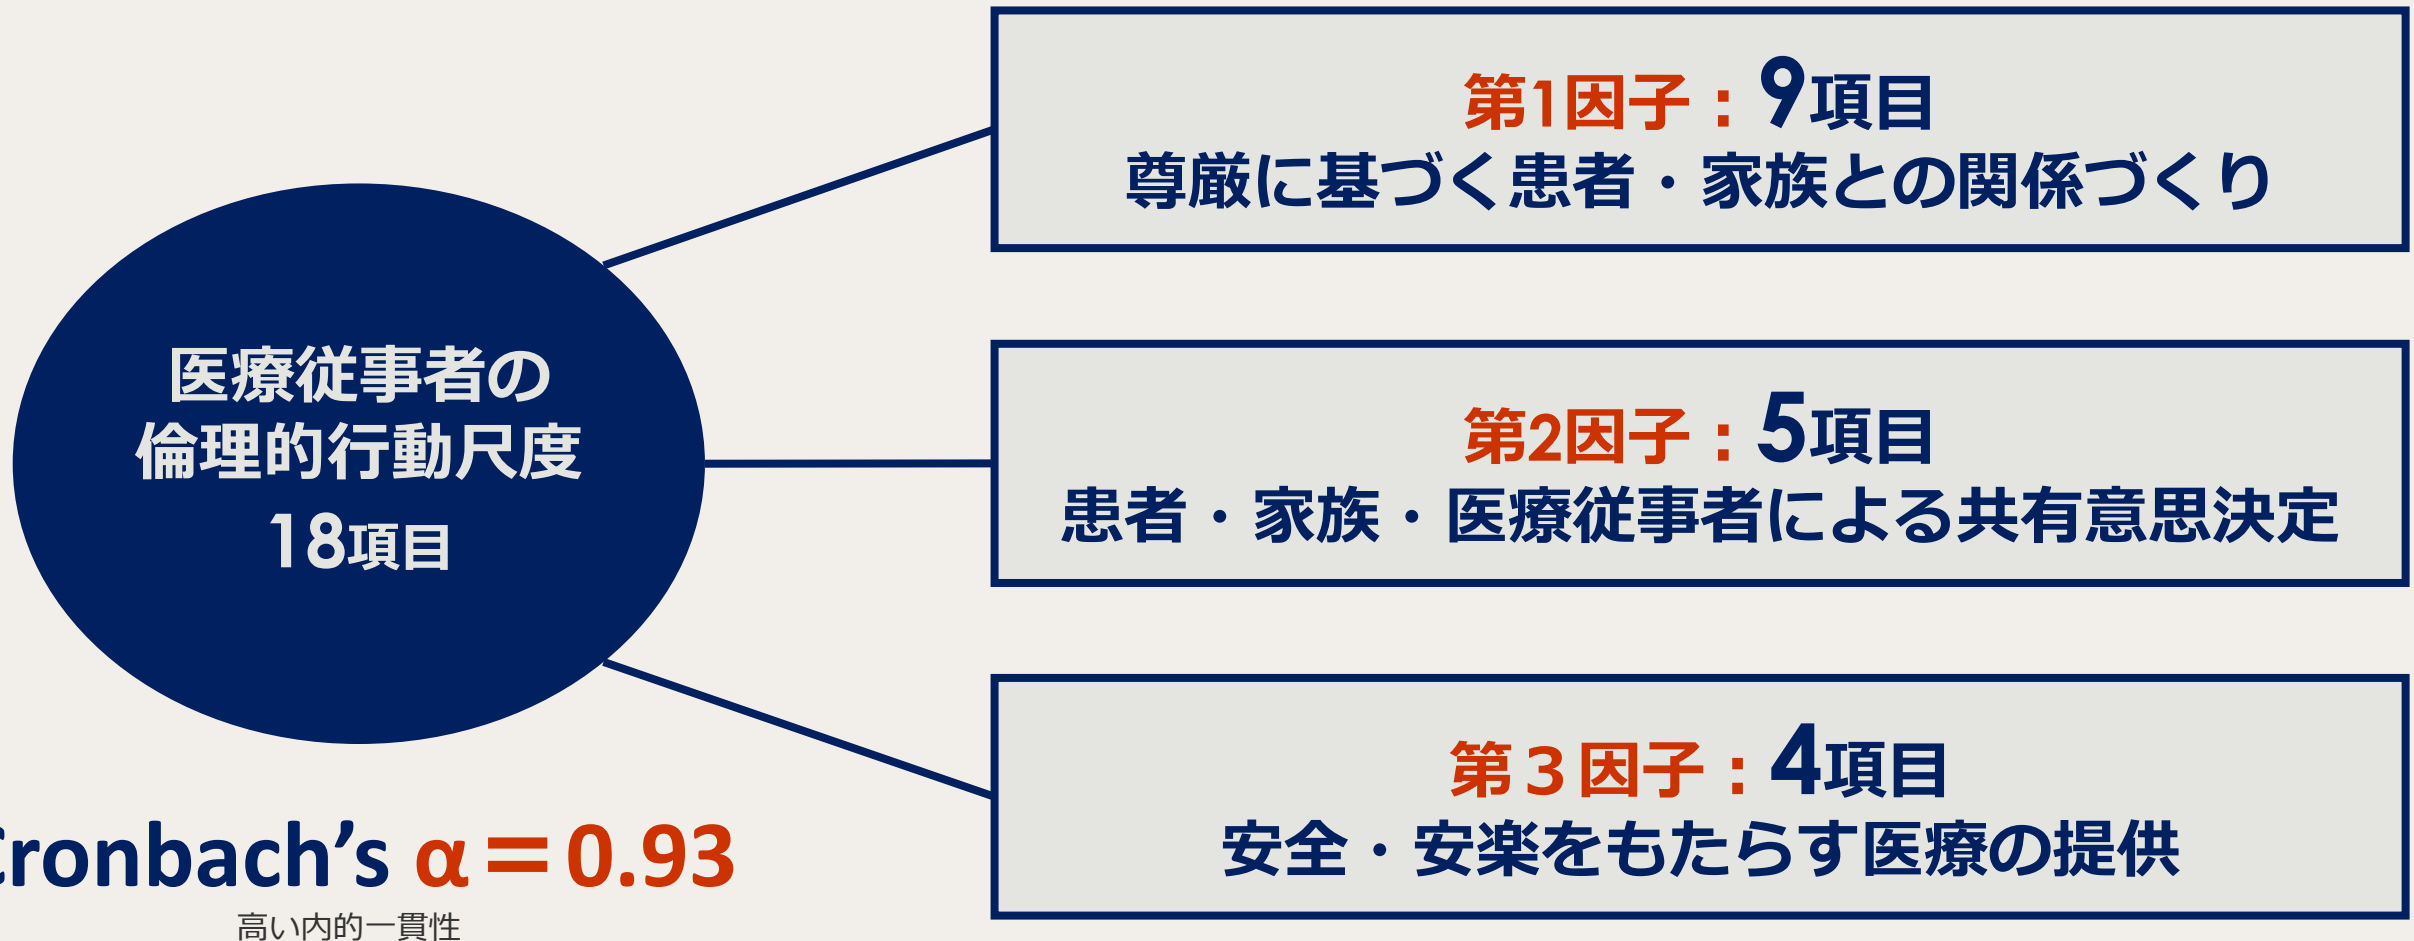 医療従事者の
倫理的行動尺度
18項目
Cronbach’s α＝0.93
高い内的一貫性
第1因子：9項目
尊厳に基づく患者・家族との関係づくり
第2因子：5項目
患者・家族・医療従事者による共有意思決定
第３因子：4項目
安全・安楽をもたらす医療の提供